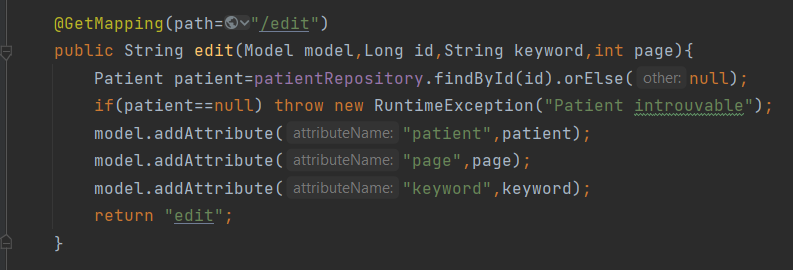 @GetMapping(path="/edit")
public String edit(Model model,Long id,String keyword,int page){
Patient patient=patientRepository.findById(id).orElse( other: null);
if(patient==null) throw new RuntimeException("Patient introuvable");
model.addAttribute( attributeName: "patient",patient);
model.addAttribute( attributeName: "page",page);
model.addAttribute( attributeName: "keyword",keyword);
return "edit";
}